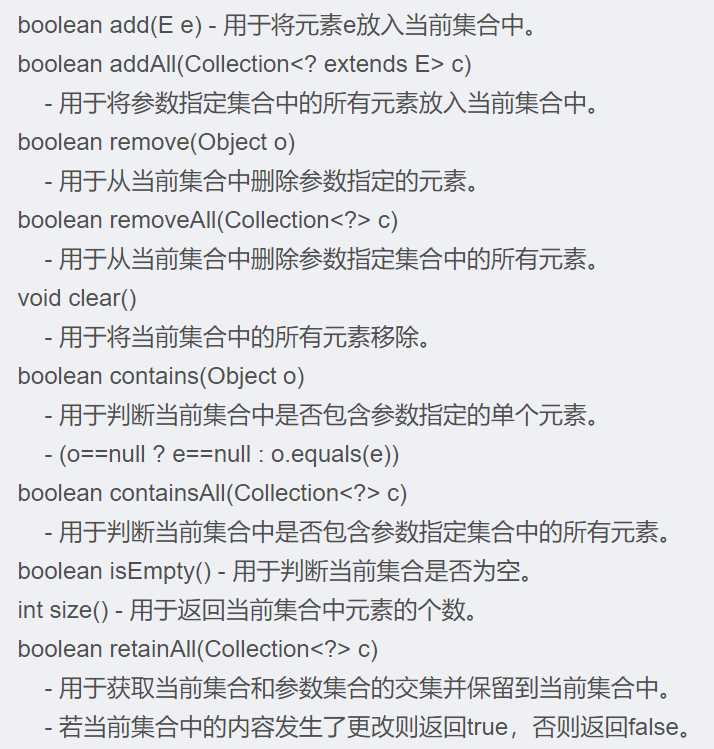 boolean add(E e) - 用于将元素e放入当前集合中。
boolean addAll(Collection<? extends E> c)
- 用于将参数指定集合中的所有元素放入当前集合中。
boolean remove(Object o)
- 用于从当前集合中删除参数指定的元素。
boolean removeAll(Collection<?> c)
- 用于从当前集合中删除参数指定集合中的所有元素。
void clear()
- 用于将当前集合中的所有元素移除。
boolean contains(Object o)
- 用于判断当前集合中是否包含参数指定的单个元素。
- (o==null ? e==null : o.equals(e))
boolean containsAll(Collection<?> c)
- 用于判断当前集合中是否包含参数指定集合中的所有元素。
boolean isEmpty() - 用于判断当前集合是否为空。
int size() - 用于返回当前集合中元素的个数。
boolean retainAll(Collection<?> c)
- 用于获取当前集合和参数集合的交集并保留到当前集合中。
- 若当前集合中的内容发生了更改则返回true，否则返回false。